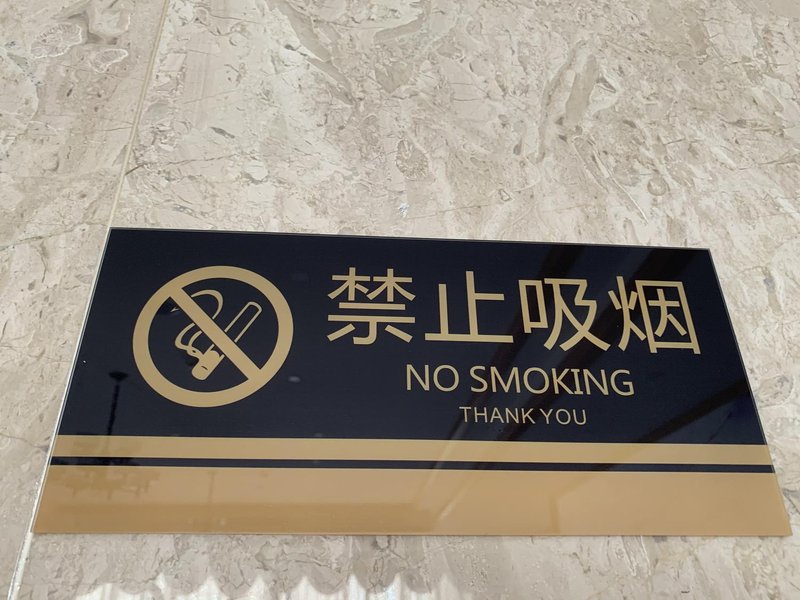 禁止吸烟
NO SMOKING
THANK YOU